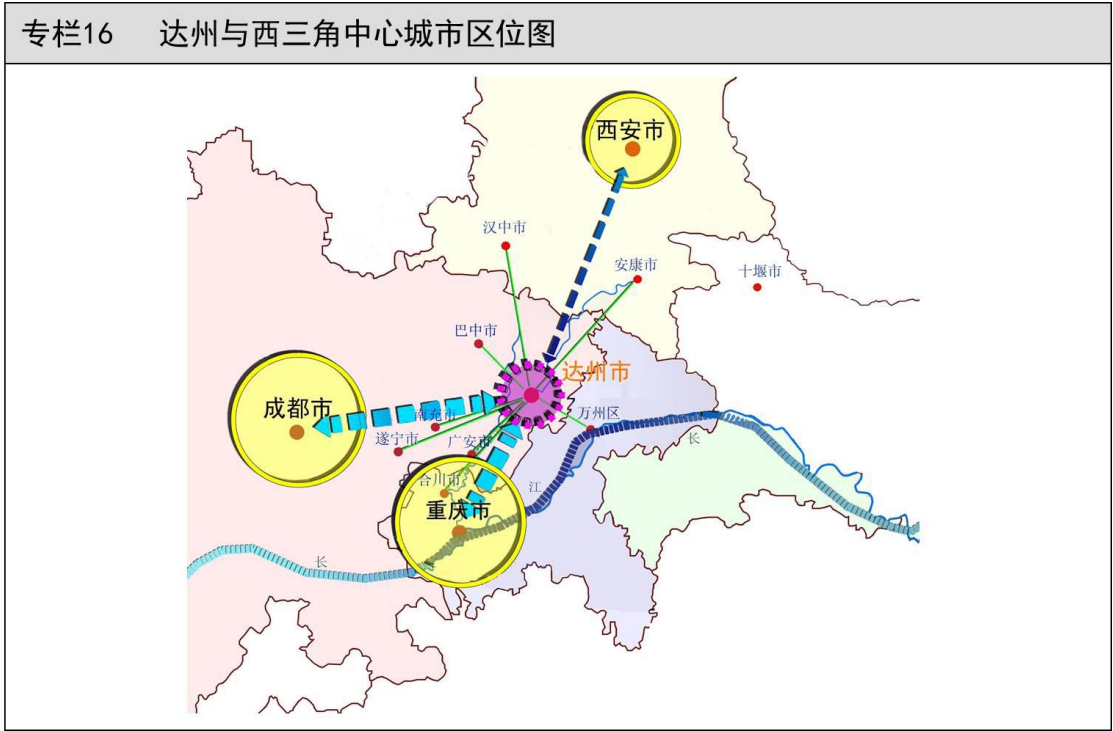 专栏16 达州与西三角中心城市区位图
西安市
汉中市
安康市
十堰市
巴中市
达州市
成都市
南充市
万州区
遂宁市
广安市
长
合川市
江
重庆市
长